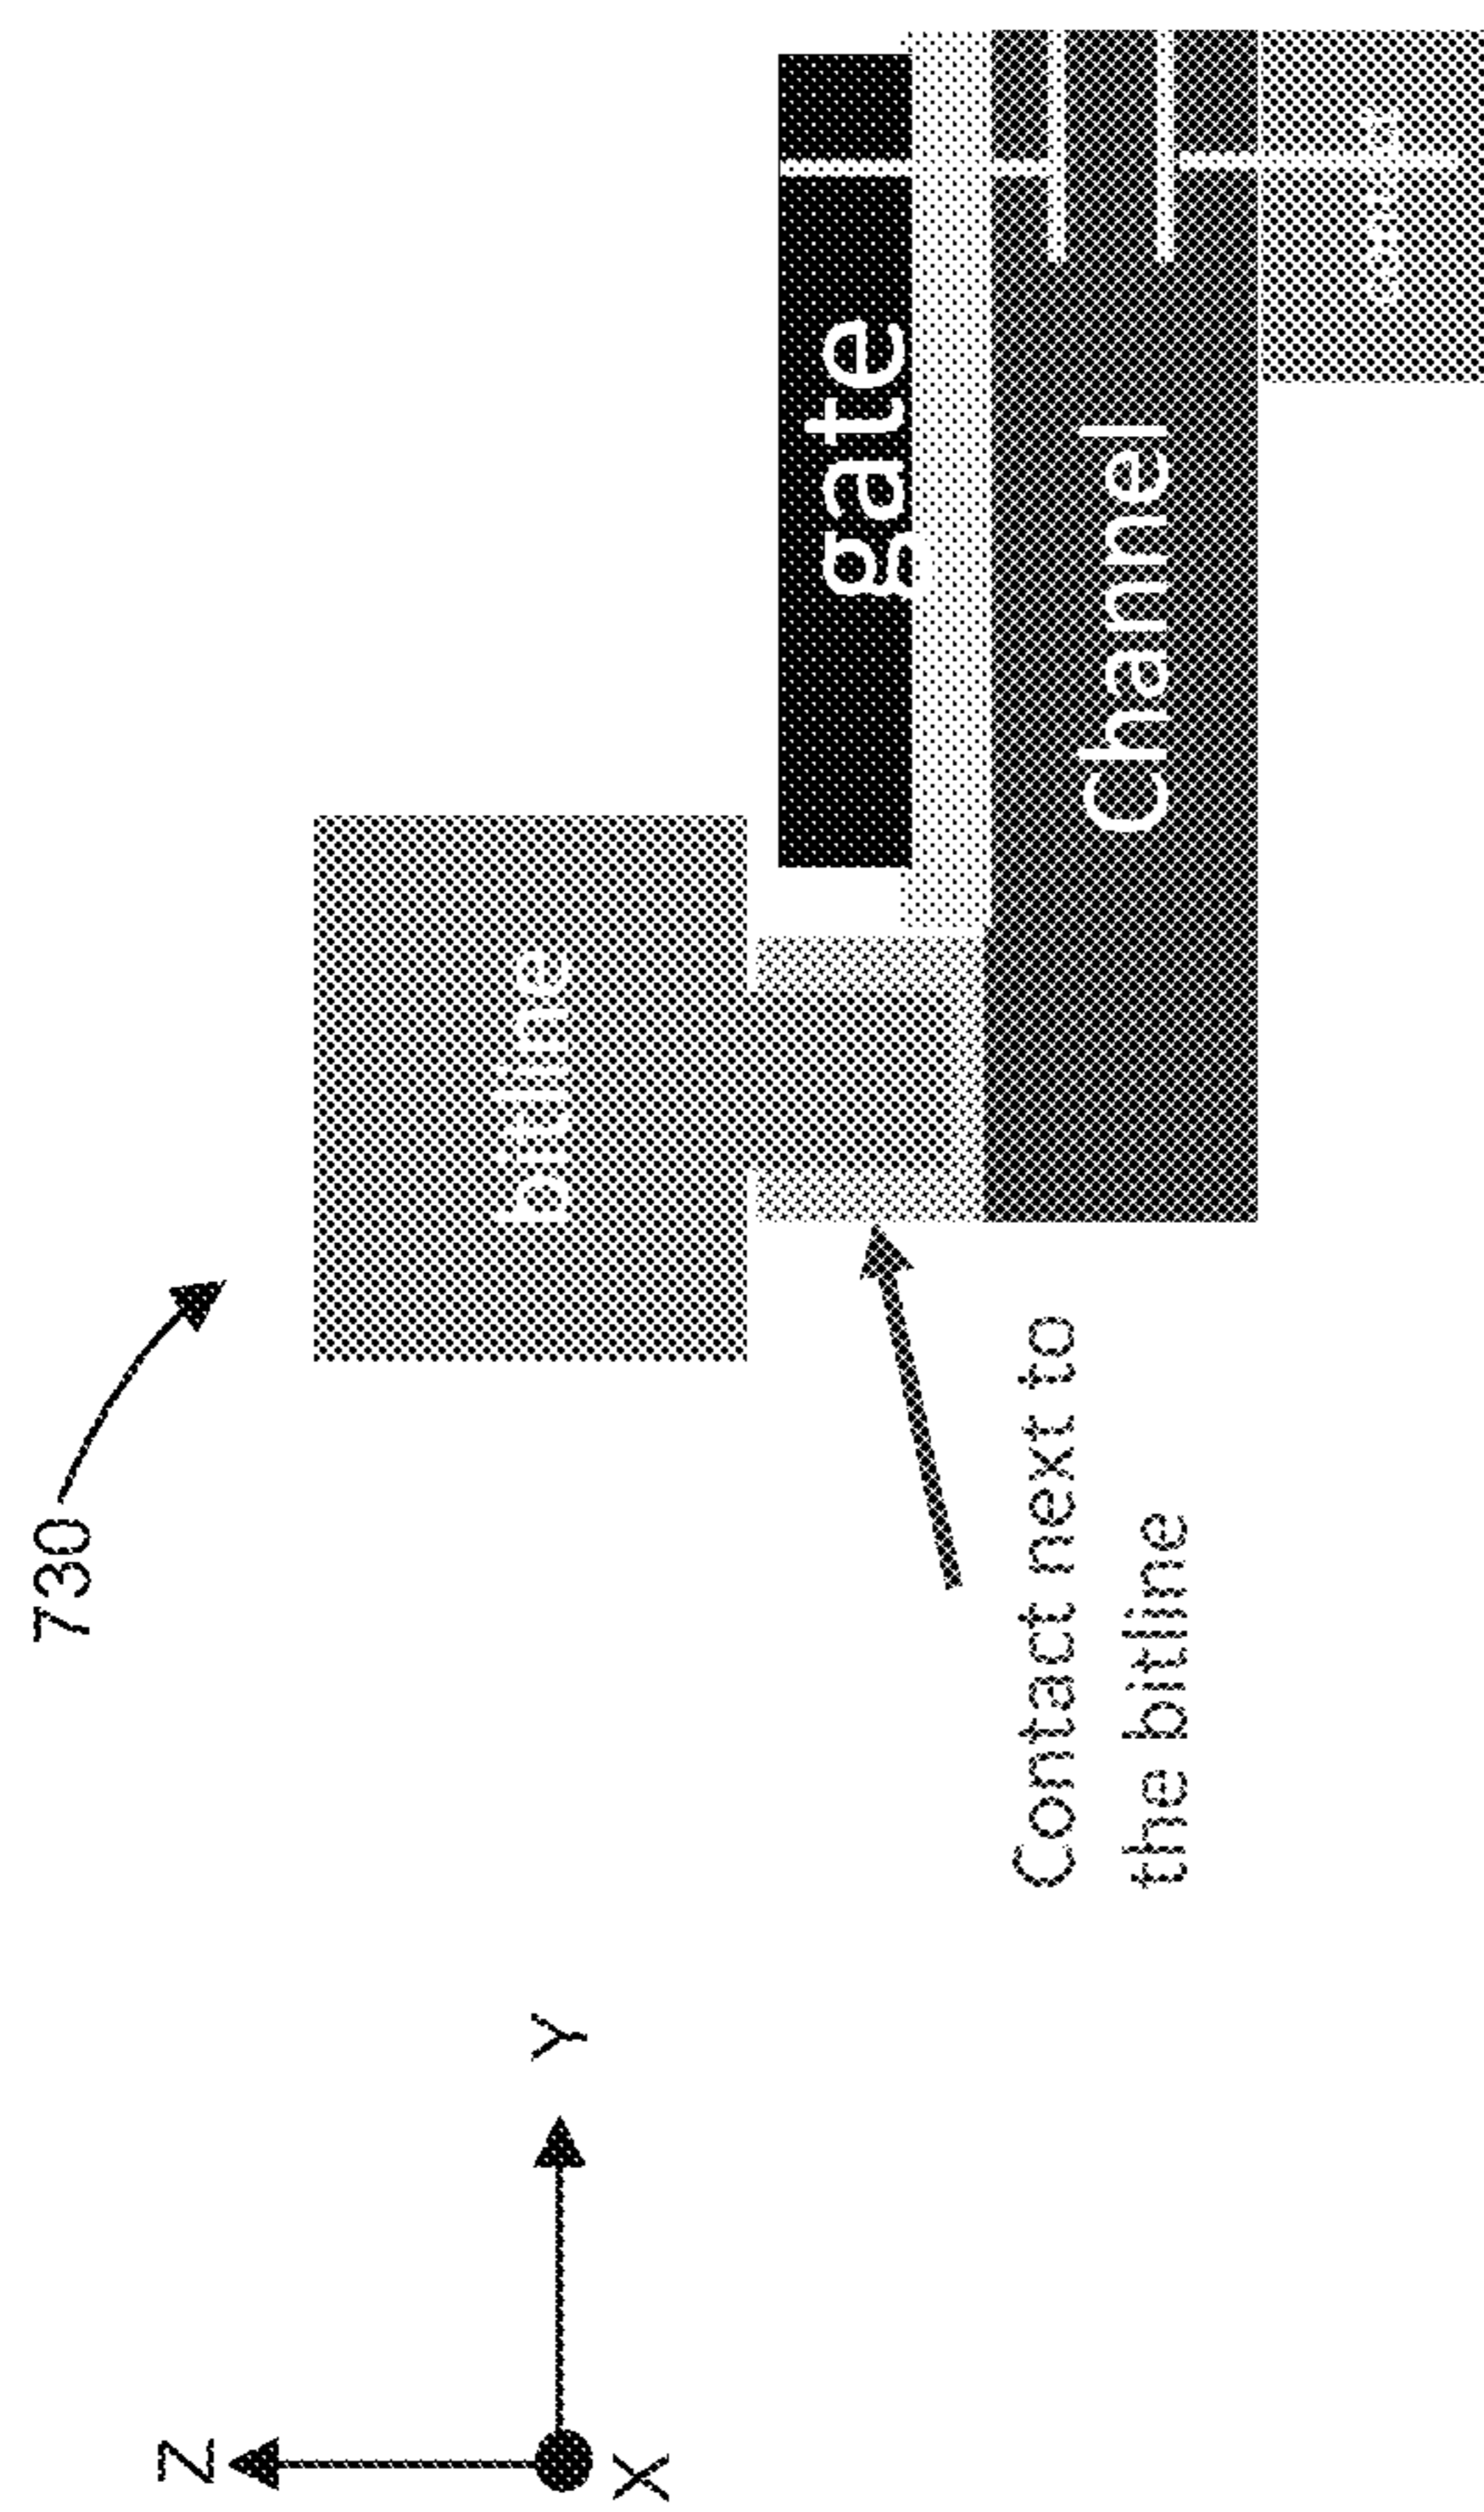 730
bitline
gate
Channel
Contact next to
the bitline
Z
Y
X